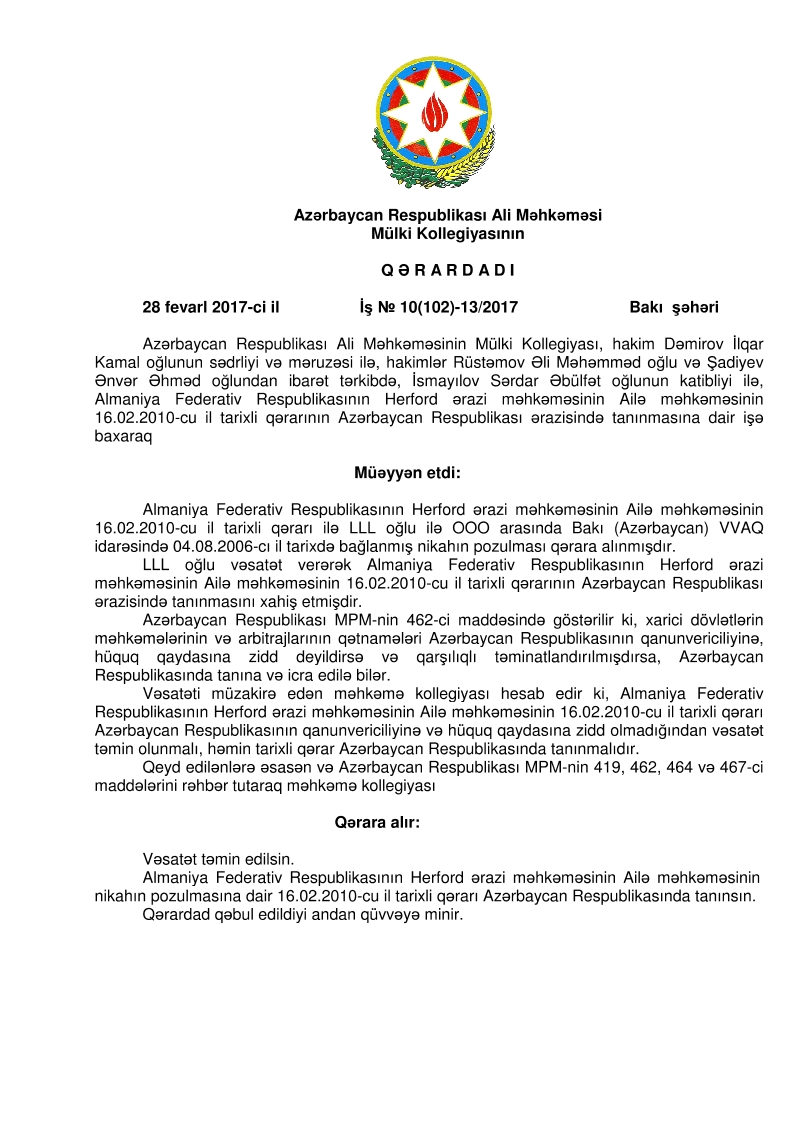 Azərbaycan Respublikası Ali Məhkəməsi
Mülki Kollegiyasının
Q Ə R A R D A D I
28 fevarl 2017-ci il İş № 10(102)-13/2017 Bakı şəhəri
Azərbaycan Respublikası Ali Məhkəməsinin Mülki Kollegiyası, hakim Dəmirov İlqar
Kamal oğlunun sədrliyi və məruzəsi ilə, hakimlər Rüstəmov Əli Məhəmməd oğlu və Şadiyev
Ənvər Əhməd oğlundan ibarət tərkibdə, İsmayılov Sərdar Əbülfət oğlunun katibliyi ilə,
Almaniya Federativ Respublikasının Herford ərazi məhkəməsinin Ailə məhkəməsinin
16.02.2010-cu il tarixli qərarının Azərbaycan Respublikası ərazisində tanınmasına dair işə
baxaraq
Müəyyən etdi:
Almaniya Federativ Respublikasının Herford ərazi məhkəməsinin Ailə məhkəməsinin
16.02.2010-cu il tarixli qərarı ilə LLL oğlu ilə OOO arasında Bakı (Azərbaycan) VVAQ
idarəsində 04.08.2006-cı il tarixdə bağlanmış nikahın pozulması qərara alınmışdır.
LLL oğlu vəsatət verərək Almaniya Federativ Respublikasının Herford ərazi
məhkəməsinin Ailə məhkəməsinin 16.02.2010-cu il tarixli qərarının Azərbaycan Respublikası
ərazisində tanınmasını xahiş etmişdir.
Azərbaycan Respublikası MPM-nin 462-ci maddəsində göstərilir ki, xarici dövlətlərin
məhkəmələrinin və arbitrajlarının qətnamələri Azərbaycan Respublikasının qanunvericiliyinə,
hüquq qaydasına zidd deyildirsə və qarşılıqlı təminatlandırılmışdırsa, Azərbaycan
Respublikasında tanına və icra edilə bilər.
Vəsatəti müzakirə edən məhkəmə kollegiyası hesab edir ki, Almaniya Federativ
Respublikasının Herford ərazi məhkəməsinin Ailə məhkəməsinin 16.02.2010-cu il tarixli qərarı
Azərbaycan Respublikasının qanunvericiliyinə və hüquq qaydasına zidd olmadığından vəsatət
təmin olunmalı, həmin tarixli qərar Azərbaycan Respublikasında tanınmalıdır.
Qeyd edilənlərə əsasən və Azərbaycan Respublikası MPM-nin 419, 462, 464 və 467-ci
maddələrini rəhbər tutaraq məhkəmə kollegiyası
Qərara alır:
Vəsatət təmin edilsin.
Almaniya Federativ Respublikasının Herford ərazi məhkəməsinin Ailə məhkəməsinin
nikahın pozulmasına dair 16.02.2010-cu il tarixli qərarı Azərbaycan Respublikasında tanınsın.
Qərardad qəbul edildiyi andan qüvvəyə minir.